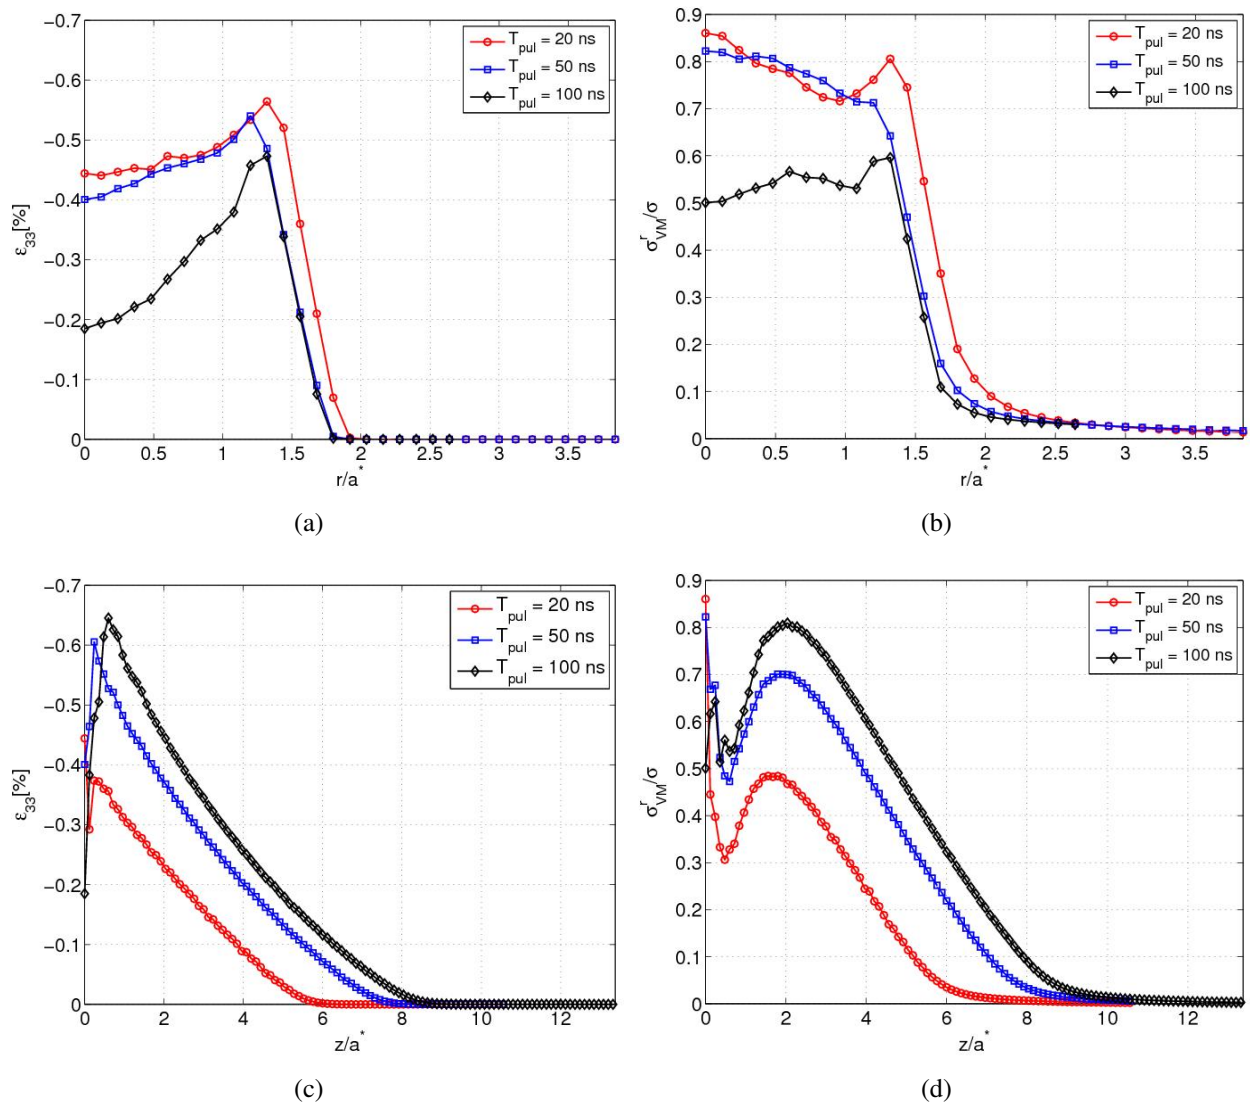 -0.7
-0.6
-0.5
-0.4
-0.3
-0.2
-0.1
0
ε33[%]
0 0.5 1 1.5 2 2.5 3 3.5
r/a*
T_pul = 20 ns
T_pul = 50 ns
T_pul = 100 ns
(a)
0.9
0.8
0.7
0.6
0.5
0.4
0.3
0.2
0.1
0
σ^r_VM/σ
0 0.5 1 1.5 2 2.5 3 3.5
r/a*
T_pul = 20 ns
T_pul = 50 ns
T_pul = 100 ns
(b)
-0.7
-0.6
-0.5
-0.4
-0.3
-0.2
-0.1
0
ε33[%]
0 2 4 6 8 10 12
z/a*
T_pul = 20 ns
T_pul = 50 ns
T_pul = 100 ns
(c)
0.9
0.8
0.7
0.6
0.5
0.4
0.3
0.2
0.1
0
σ^r_VM/σ
0 2 4 6 8 10 12
z/a*
T_pul = 20 ns
T_pul = 50 ns
T_pul = 100 ns
(d)